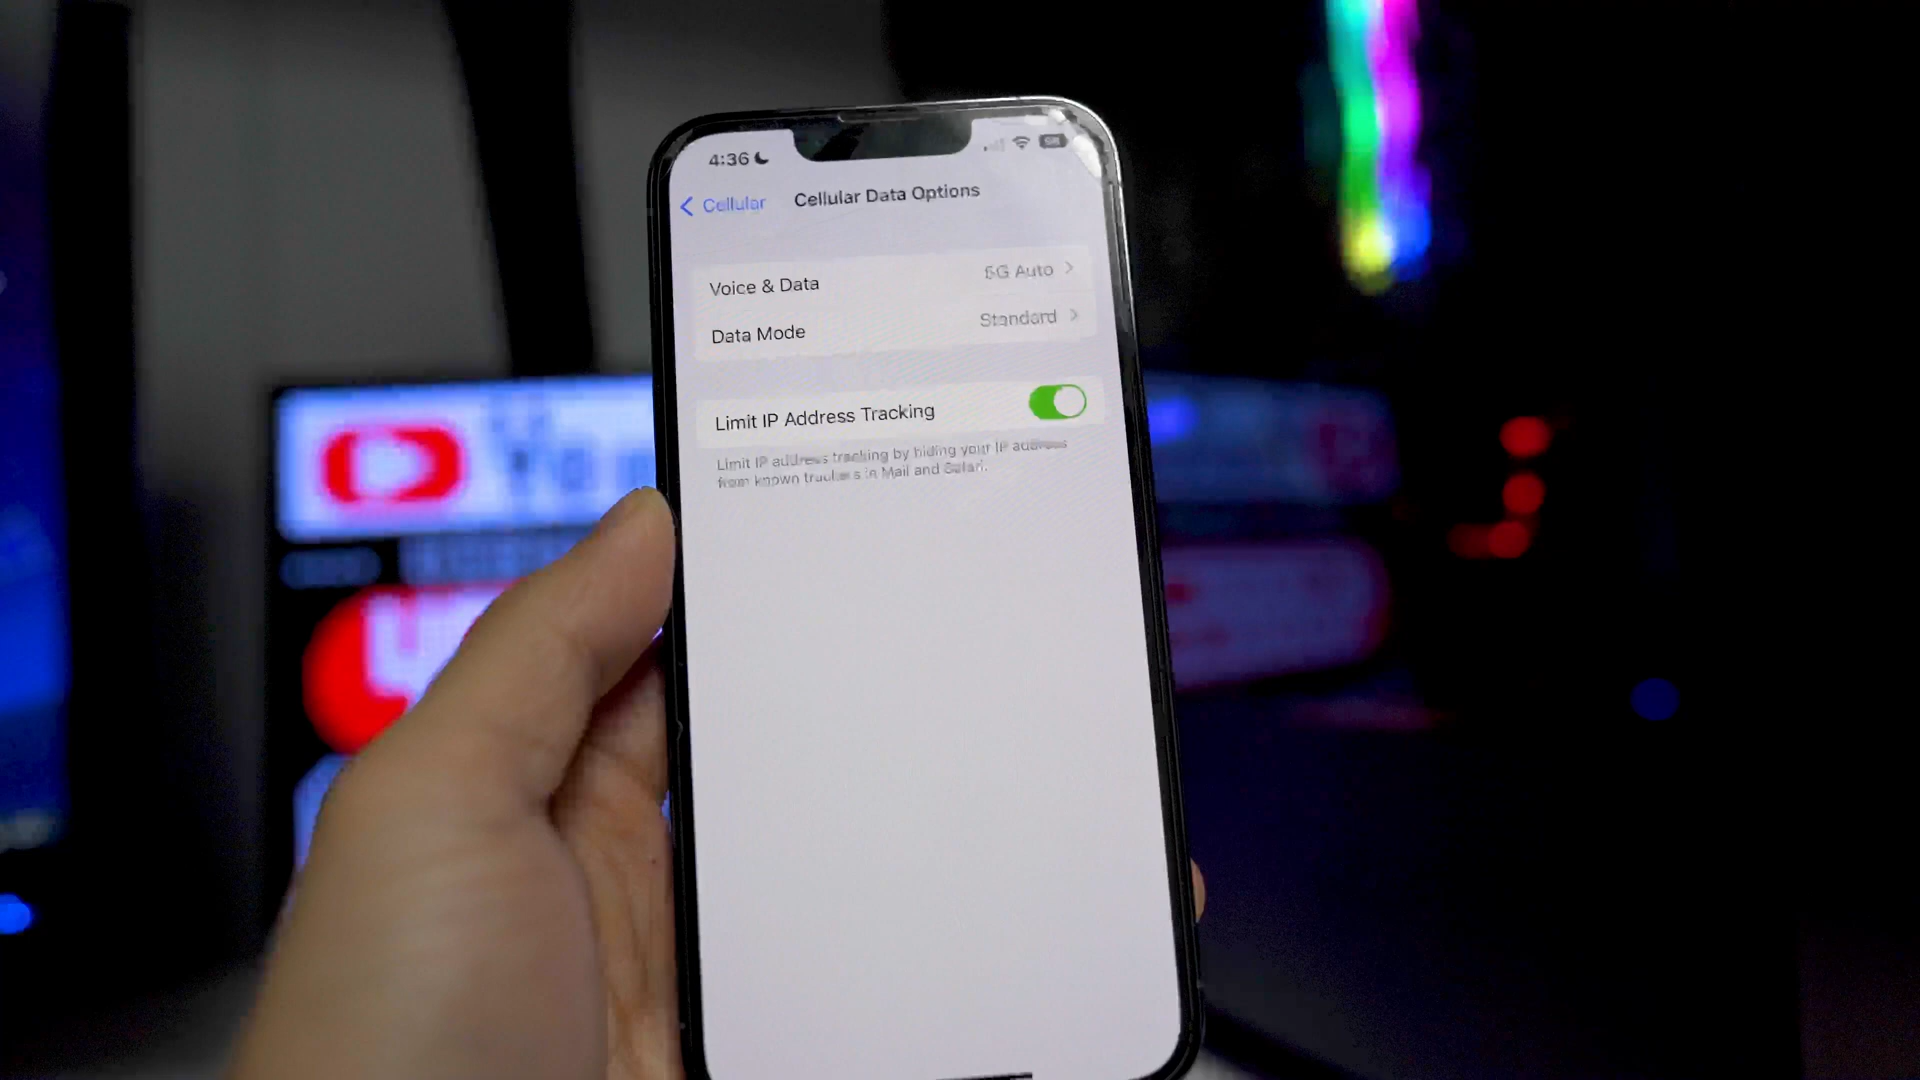 4:36
Cellular
Cellular Data Options
Voice & Data
5G Auto
Data Mode
Standard
Limit IP Address Tracking
Limit IP address tracking by hiding your IP address
from known trackers in Mail and Safari.